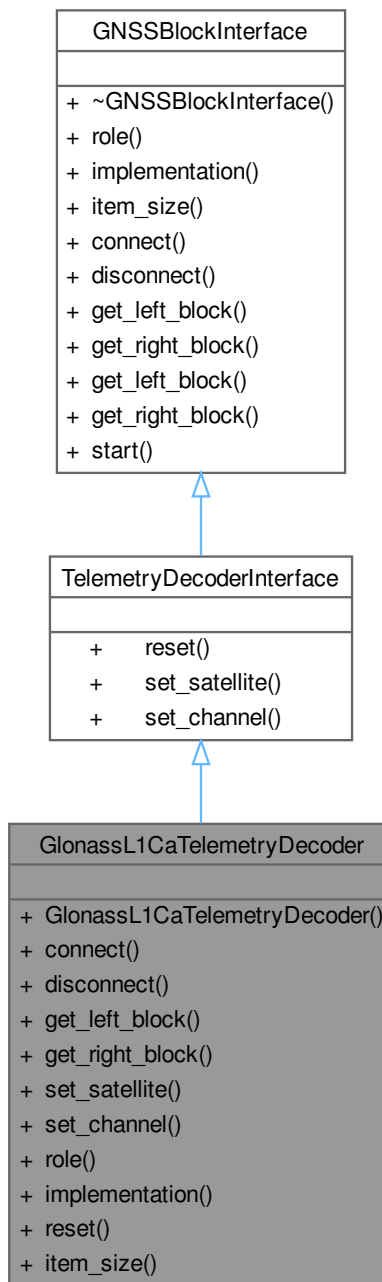 GNSSBlockInterface
+ ~GNSSBlockInterface()
+ role()
+ implementation()
+ item_size()
+ connect()
+ disconnect()
+ get_left_block()
+ get_right_block()
+ get_left_block()
+ get_right_block()
+ start()
TelemetryDecoderInterface
+ reset()
+ set_satellite()
+ set_channel()
GlonassL1CaTelemetryDecoder
+ GlonassL1CaTelemetryDecoder()
+ connect()
+ disconnect()
+ get_left_block()
+ get_right_block()
+ set_satellite()
+ set_channel()
+ role()
+ implementation()
+ reset()
+ item_size()